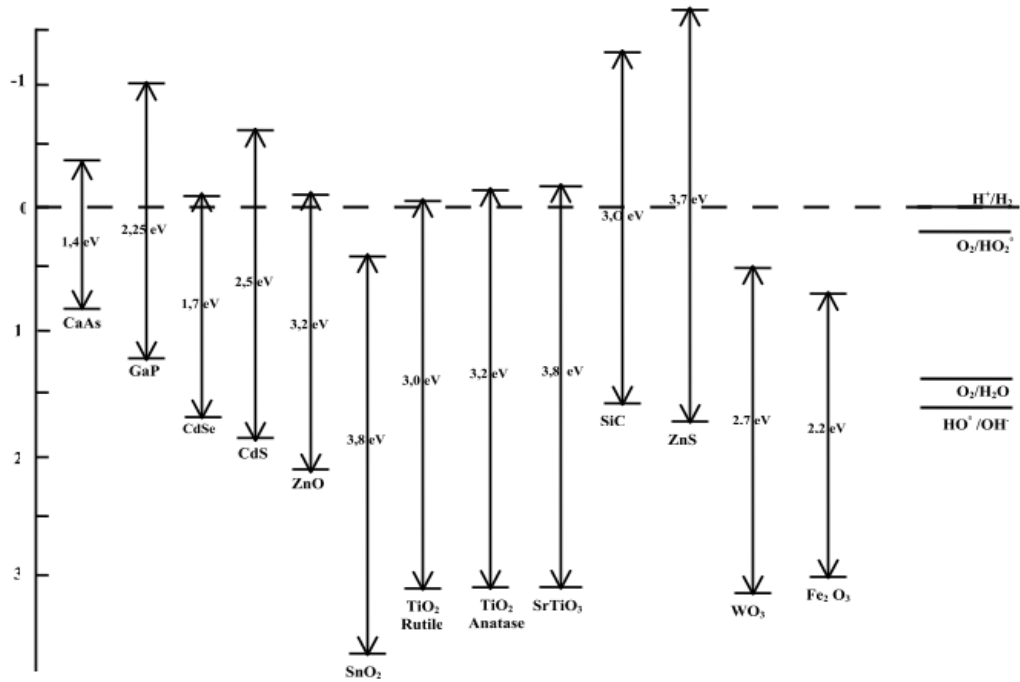 -1
0
1
2
3
1,4 eV
CaAs
2,25 eV
GaP
1,7 eV
CdSe
2,5 eV
CdS
3,2 eV
ZnO
3,8 eV
SnO₂
3,0 eV
TiO₂
Rutile
3,2 eV
TiO₂
Anatase
3,8 eV
SrTiO₃
3,O eV
SiC
3,7 eV
ZnS
2.7 eV
WO₃
2.2 eV
Fe₂ O₃
H⁺/H₂
O₂/HO₂°
O₂/H₂O
HO° /OH⁻